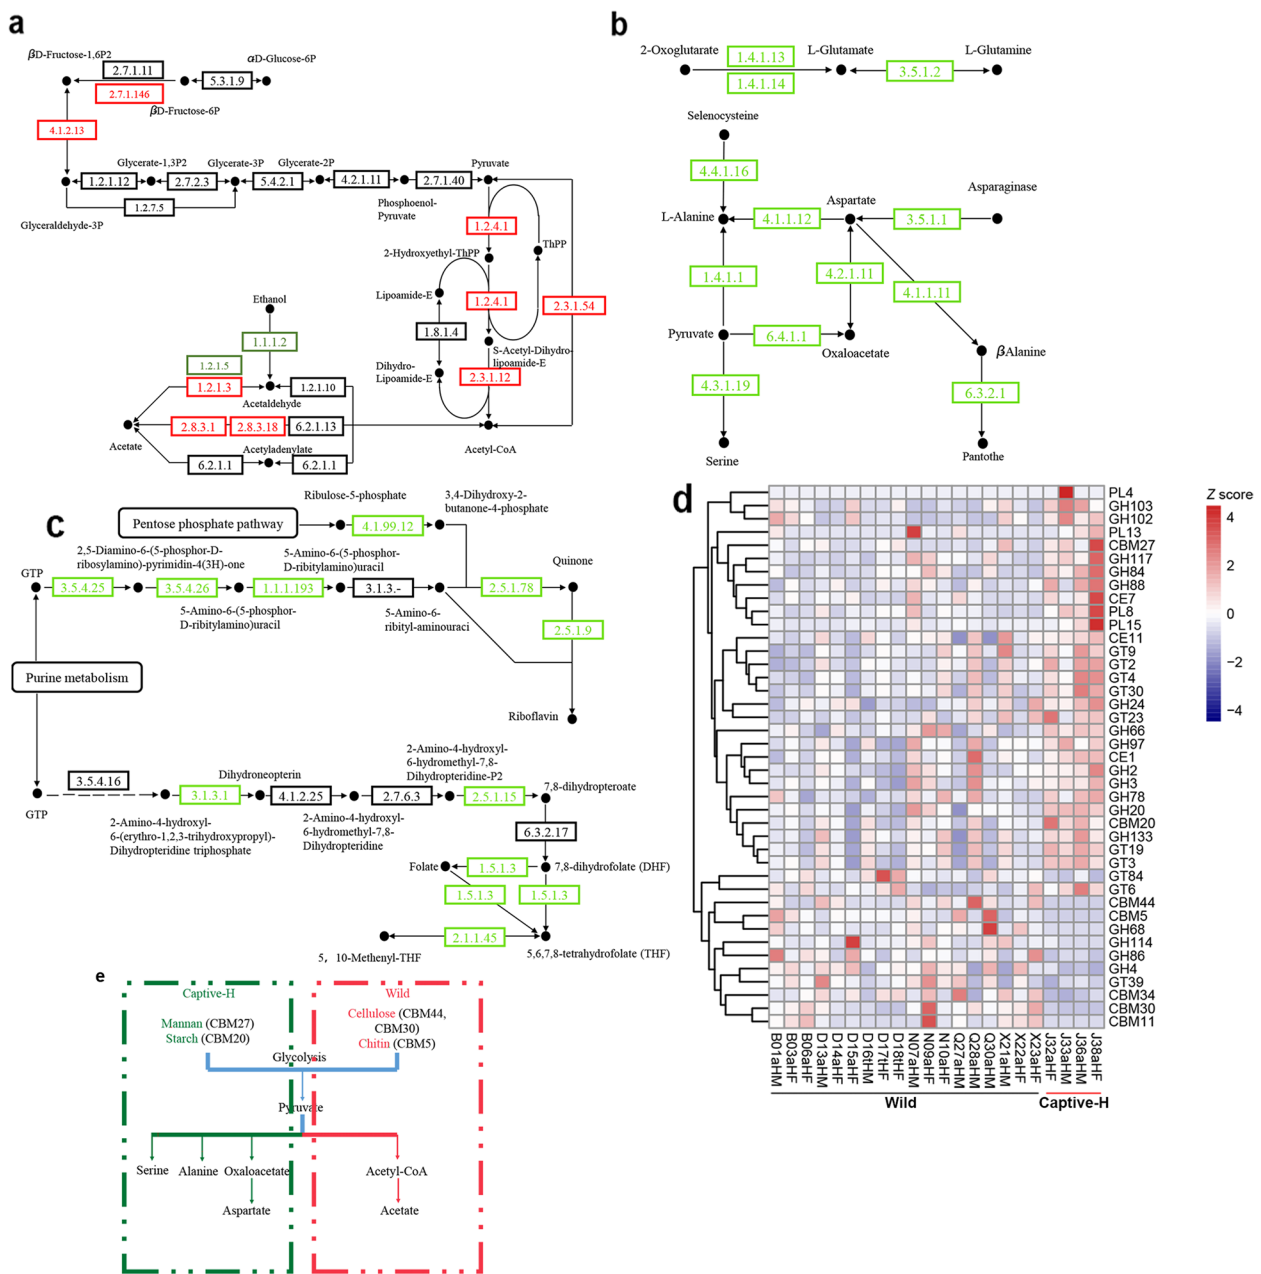 a
βD-Fructose-1,6P2
αD-Glucose-6P
2.7.1.11
5.3.1.9
2.7.1.146
βD-Fructose-6P
4.1.2.13
Glycerate-1,3P2
Glycerate-3P
Glycerate-2P
Pyruvate
1.2.1.12
2.7.2.3
5.4.2.1
4.2.1.11
2.7.1.40
1.2.7.5
Glyceraldehyde-3P
Phosphoenol-
Pyruvate
1.2.4.1
ThPP
2-Hydroxyethyl-ThPP
Lipoamide-E
1.2.4.1
2.3.1.54
Ethanol
1.8.1.4
1.1.1.2
S-Acetyl-Dihydro-
lipoamide-E
1.2.1.5
Dihydro-
Lipoamide-E
2.3.1.12
1.2.1.3
1.2.1.10
Acetaldehyde
2.8.3.1
2.8.3.18
6.2.1.13
Acetate
Acetyladenylate
Acetyl-CoA
6.2.1.1
6.2.1.1
b
2-Oxoglutarate
L-Glutamate
L-Glutamine
1.4.1.13
1.4.1.14
3.5.1.2
Selenocysteine
4.4.1.16
Asparaginase
Aspartate
L-Alanine
4.1.1.12
3.5.1.1
1.4.1.1
4.2.1.11
4.1.1.11
Pyruvate
6.4.1.1
Oxaloacetate
βAlanine
4.3.1.19
6.3.2.1
Serine
Pantothe
c
Ribulose-5-phosphate
3,4-Dihydroxy-2-
butanone-4-phosphate
Pentose phosphate pathway
4.1.99.12
2,5-Diamino-6-(5-phosphor-D-
ribosylamino)-pyrimidin-4(3H)-one
5-Amino-6-(5-phosphor-
D-ribitylamino)uracil
Quinone
GTP
3.5.4.25
3.5.4.26
1.1.1.193
3.1.3.-
2.5.1.78
5-Amino-6-(5-phosphor-
D-ribitylamino)uracil
5-Amino-6-
ribityl-aminouraci
2.5.1.9
Purine metabolism
Riboflavin
3.5.4.16
Dihydroneopterin
2-Amino-4-hydroxyl-
6-hydromethyl-7,8-
Dihydropteridine-P2
7,8-dihydropteroate
GTP
3.1.3.1
4.1.2.25
2.7.6.3
2.5.1.15
2-Amino-4-hydroxyl-
6-(erythro-1,2,3-trihydroxypropyl)-
Dihydropteridine triphosphate
2-Amino-4-hydroxyl-
6-hydromethyl-7,8-
Dihydropteridine
6.3.2.17
Folate
1.5.1.3
7,8-dihydrofolate (DHF)
1.5.1.3
1.5.1.3
2.1.1.45
5, 10-Methenyl-THF
5,6,7,8-tetrahydrofolate (THF)
d
PL4
GH103
GH102
PL13
CBM27
GH117
GH84
GH88
CE7
PL8
PL15
CE11
GT9
GT2
GT4
GT30
GH24
GT23
GH66
GH97
CE1
GH2
GH3
GH78
GH20
CBM20
GH133
GT19
GT3
GT84
GT6
CBM44
CBM5
GH68
GH114
GH86
GH4
GT39
CBM34
CBM30
CBM11
Z score
4
2
0
−2
−4
B01aHM
B03aHF
B06aHF
D13aHM
D14aHF
D15aHF
D16tHM
D17tHF
D18tHF
N07aHM
N09aHF
N10aHF
Q27aHM
Q28aHM
Q30aHM
X21aHM
X22aHF
X23aHF
J32aHF
J33aHM
J36aHM
J38aHF
Wild
Captive-H
e
Captive-H
Wild
Mannan (CBM27)
Starch (CBM20)
Cellulose (CBM44,
CBM30)
Chitin (CBM5)
Glycolysis
Pyruvate
Serine
Alanine
Oxaloacetate
Acetyl-CoA
Aspartate
Acetate